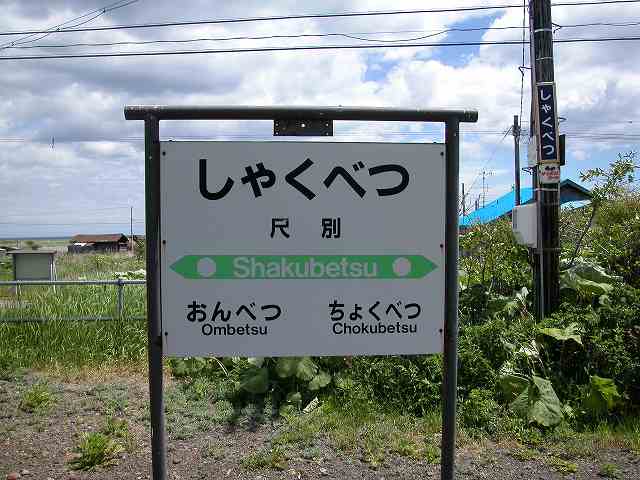 しゃくべつ
尺別
Shakubetsu
おんべつ ちょくべつ
Ombetsu Chokubetsu
しゃくべつ